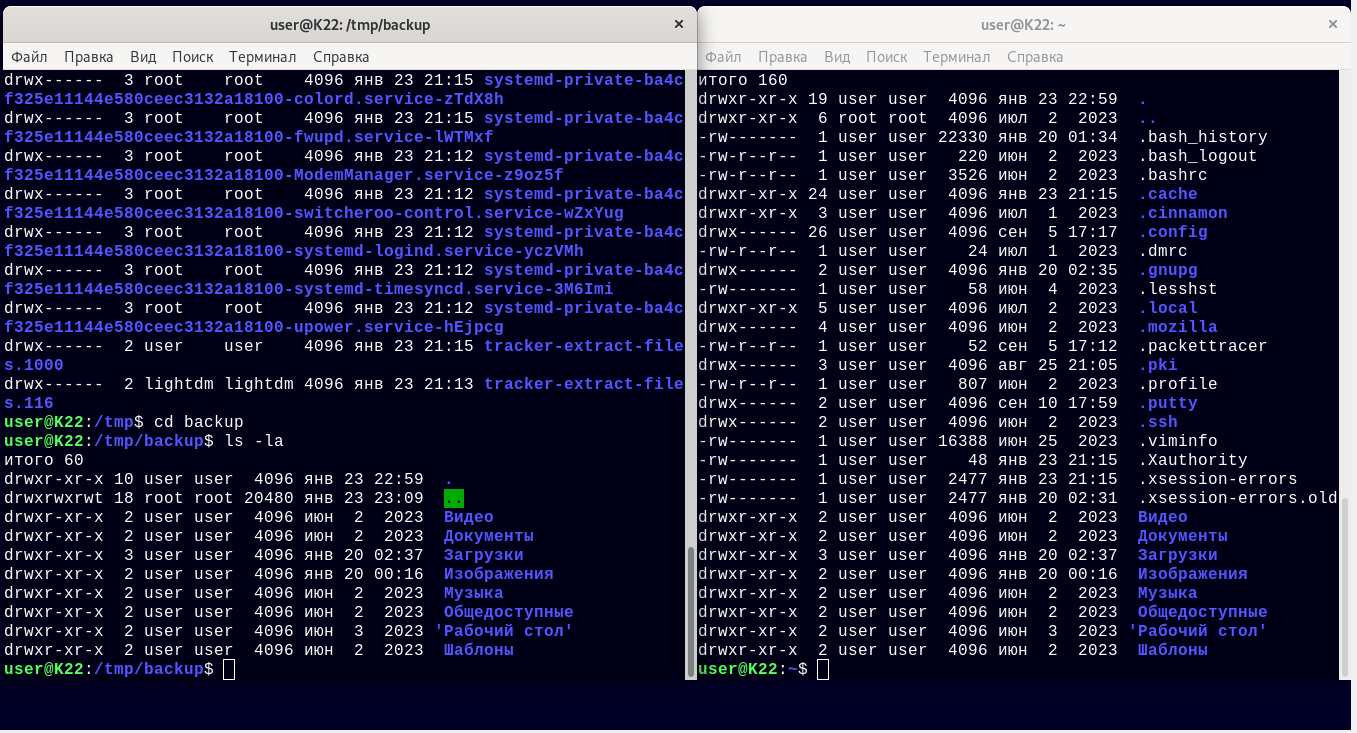 user@K22: /tmp/backup
Файл Правка Вид Поиск Терминал Справка
drwx------  3 root    root    4096 янв 23 21:15 systemd-private-ba4c
f325e11144e580ceec3132a18100-colord.service-zTdX8h
drwx------  3 root    root    4096 янв 23 21:15 systemd-private-ba4c
f325e11144e580ceec3132a18100-fwupd.service-lWTMxf
drwx------  3 root    root    4096 янв 23 21:12 systemd-private-ba4c
f325e11144e580ceec3132a18100-ModemManager.service-z9oz5f
drwx------  3 root    root    4096 янв 23 21:12 systemd-private-ba4c
f325e11144e580ceec3132a18100-switcheroo-control.service-wZxYug
drwx------  3 root    root    4096 янв 23 21:12 systemd-private-ba4c
f325e11144e580ceec3132a18100-systemd-logind.service-yczVMh
drwx------  3 root    root    4096 янв 23 21:12 systemd-private-ba4c
f325e11144e580ceec3132a18100-systemd-timesyncd.service-3M6Imi
drwx------  3 root    root    4096 янв 23 21:12 systemd-private-ba4c
f325e11144e580ceec3132a18100-upower.service-hEjpcg
drwx------  2 user    user    4096 янв 23 21:15 tracker-extract-file
s.1000
drwx------  2 lightdm lightdm 4096 янв 23 21:13 tracker-extract-file
s.116
user@K22:/tmp$ cd backup
user@K22:/tmp/backup$ ls -la
итого 60
drwxr-xr-x 10 user user  4096 янв 23 22:59  .
drwxrwxrwt 18 root root 20480 янв 23 23:09  ..
drwxr-xr-x  2 user user  4096 июн  2  2023  Видео
drwxr-xr-x  2 user user  4096 июн  2  2023  Документы
drwxr-xr-x  3 user user  4096 янв 20 02:37  Загрузки
drwxr-xr-x  2 user user  4096 янв 20 00:16  Изображения
drwxr-xr-x  2 user user  4096 июн  2  2023  Музыка
drwxr-xr-x  2 user user  4096 июн  2  2023  Общедоступные
drwxr-xr-x  2 user user  4096 июн  3  2023 'Рабочий стол'
drwxr-xr-x  2 user user  4096 июн  2  2023  Шаблоны
user@K22:/tmp/backup$
user@K22: ~
Файл Правка Вид Поиск Терминал Справка
итого 160
drwxr-xr-x 19 user user  4096 янв 23 22:59  .
drwxr-xr-x  6 root root  4096 июл  2  2023  ..
-rw-------  1 user user 22330 янв 20 01:34  .bash_history
-rw-r--r--  1 user user   220 июн  2  2023  .bash_logout
-rw-r--r--  1 user user  3526 июн  2  2023  .bashrc
drwxr-xr-x 24 user user  4096 янв 23 21:15  .cache
drwxr-xr-x  3 user user  4096 июл  1  2023  .cinnamon
drwx------ 26 user user  4096 сен  5 17:17  .config
-rw-r--r--  1 user user    24 июл  1  2023  .dmrc
drwx------  2 user user  4096 янв 20 02:35  .gnupg
-rw-------  1 user user    58 июн  4  2023  .lesshst
drwxr-xr-x  5 user user  4096 июл  2  2023  .local
drwx------  4 user user  4096 июн  2  2023  .mozilla
-rw-r--r--  1 user user    52 сен  5 17:12  .packettracer
drwx------  3 user user  4096 авг 25 21:05  .pki
-rw-r--r--  1 user user   807 июн  2  2023  .profile
drwx------  2 user user  4096 сен 10 17:59  .putty
drwx------  2 user user  4096 июн  2  2023  .ssh
-rw-------  1 user user 16388 июн 25  2023  .viminfo
-rw-------  1 user user    48 янв 23 21:15  .Xauthority
-rw-------  1 user user  2477 янв 23 21:15  .xsession-errors
-rw-------  1 user user  2477 янв 20 02:31  .xsession-errors.old
drwxr-xr-x  2 user user  4096 июн  2  2023  Видео
drwxr-xr-x  2 user user  4096 июн  2  2023  Документы
drwxr-xr-x  3 user user  4096 янв 20 02:37  Загрузки
drwxr-xr-x  2 user user  4096 янв 20 00:16  Изображения
drwxr-xr-x  2 user user  4096 июн  2  2023  Музыка
drwxr-xr-x  2 user user  4096 июн  2  2023  Общедоступные
drwxr-xr-x  2 user user  4096 июн  3  2023 'Рабочий стол'
drwxr-xr-x  2 user user  4096 июн  2  2023  Шаблоны
user@K22:~$